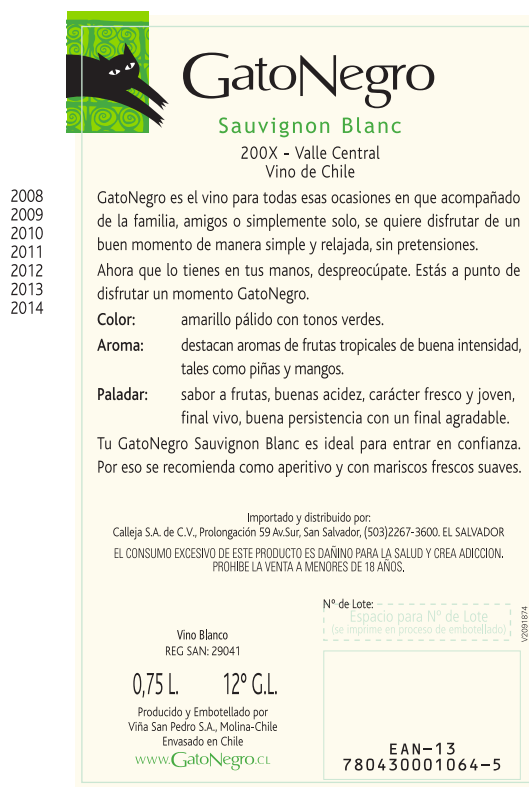 GatoNegro
Sauvignon Blanc
200X - Valle Central
Vino de Chile
2008
2009
2010
2011
2012
2013
2014
GatoNegro es el vino para todas esas ocasiones en que acompañado
de la familia, amigos o simplemente solo, se quiere disfrutar de un
buen momento de manera simple y relajada, sin pretensiones.
Ahora que lo tienes en tus manos, despreocúpate. Estás a punto de
disfrutar un momento GatoNegro.
Color: amarillo pálido con tonos verdes.
Aroma: destacan aromas de frutas tropicales de buena intensidad,
tales como piñas y mangos.
Paladar: sabor a frutas, buenas acidez, carácter fresco y joven,
final vivo, buena persistencia con un final agradable.
Tu GatoNegro Sauvignon Blanc es ideal para entrar en confianza.
Por eso se recomienda como aperitivo y con mariscos frescos suaves.
Importado y distribuido por:
Calleja S.A. de C.V., Prolongación 59 Av.Sur, San Salvador, (503)2267-3600. EL SALVADOR
EL CONSUMO EXCESIVO DE ESTE PRODUCTO ES DAÑINO PARA LA SALUD Y CREA ADICCION.
PROHIBE LA VENTA A MENORES DE 18 AÑOS.
Nº de Lote:
Espacio para Nº de Lote
(se imprime en proceso de embotellado)
V2091874
Vino Blanco
REG SAN: 29041
0,75 L. 12º G.L.
Producido y Embotellado por
Viña San Pedro S.A., Molina-Chile
Envasado en Chile
www.GatoNegro.cl
EAN-13
780430001064-5